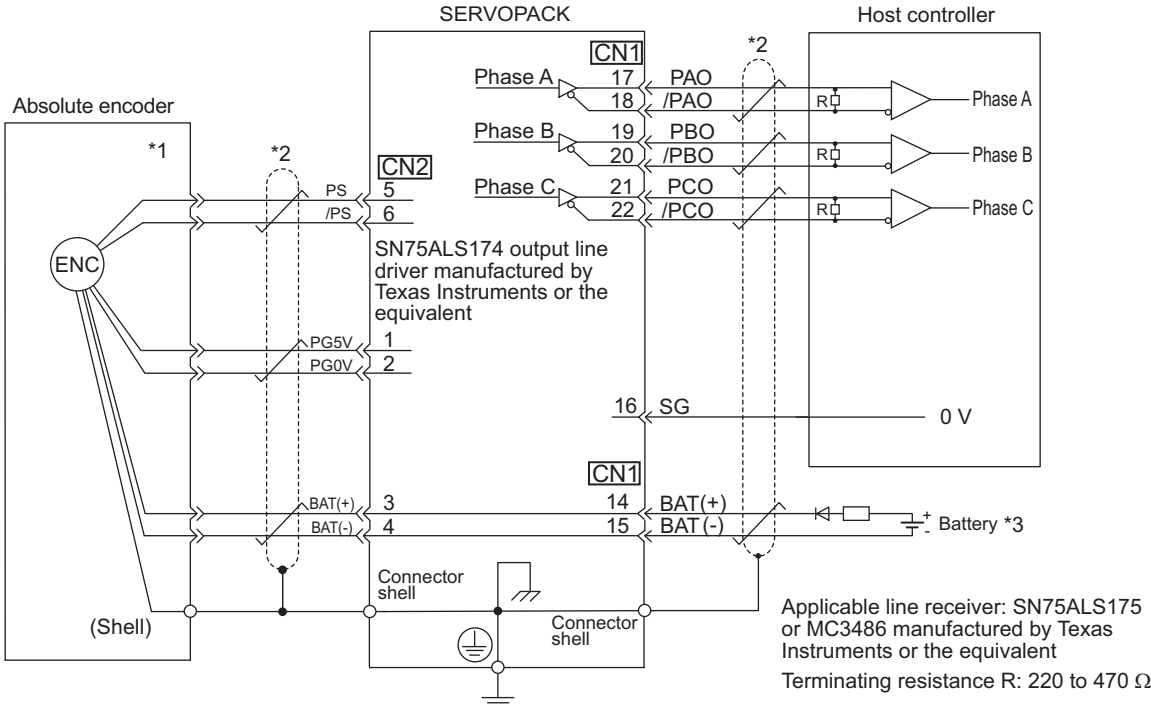 SERVOPACK
Host controller
Absolute encoder
*1
*2
CN2
PS
5
/PS
6
ENC
SN75ALS174 output line
driver manufactured by
Texas Instruments or the
equivalent
PG5V
1
PG0V
2
BAT(+)
3
BAT(-)
4
(Shell)
Connector
shell
CN1
Phase A
17
PAO
18
/PAO
Phase B
19
PBO
20
/PBO
Phase C
21
PCO
22
/PCO
*2
R
Phase A
R
Phase B
R
Phase C
16
SG
0 V
CN1
14
BAT(+)
15
BAT (-)
+
-
Battery *3
Connector
shell
Applicable line receiver: SN75ALS175
or MC3486 manufactured by Texas
Instruments or the equivalent
Terminating resistance R: 220 to 470 Ω